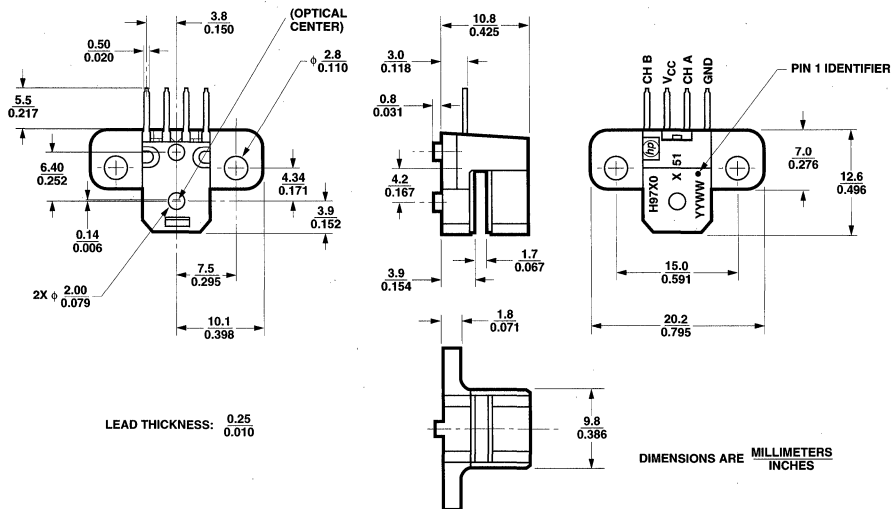 (OPTICAL
CENTER)
3.8
0.150
0.50
0.020
ϕ 2.8
0.110
5.5
0.217
6.40
0.252
4.34
0.171
3.9
0.152
0.14
0.006
7.5
0.295
2X ϕ 2.00
0.079
10.1
0.398
LEAD THICKNESS: 0.25
0.010
10.8
0.425
3.0
0.118
0.8
0.031
4.2
0.167
1.7
0.067
3.9
0.154
1.8
0.071
9.8
0.386
CH B
VCC
CH A
GND
PIN 1 IDENTIFIER
hp
H97X0
X 51
YYWW
7.0
0.276
12.6
0.496
15.0
0.591
20.2
0.795
DIMENSIONS ARE MILLIMETERS
INCHES